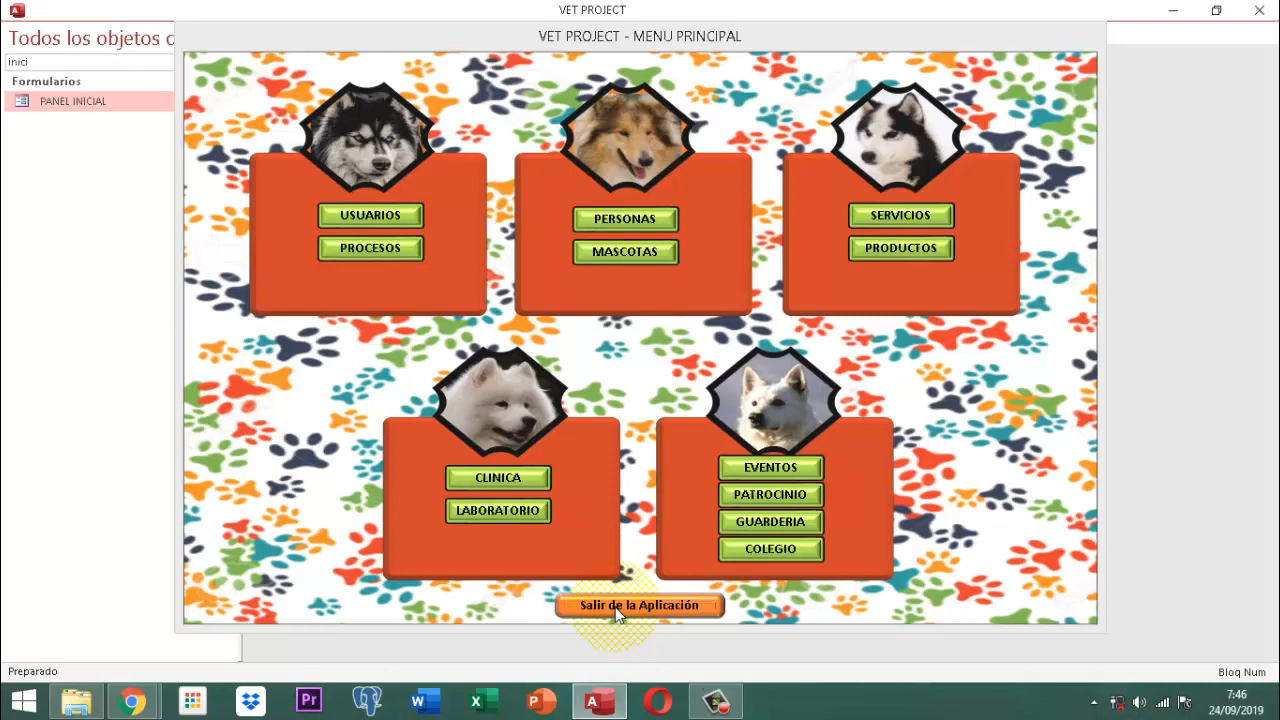 VET PROJECT
Todos los objetos d
inici
Formularios
PANEL INICIAL
VET PROJECT - MENU PRINCIPAL
USUARIOS
PROCESOS
PERSONAS
MASCOTAS
SERVICIOS
PRODUCTOS
CLINICA
LABORATORIO
EVENTOS
PATROCINIO
GUARDERIA
COLEGIO
Salir de la Aplicación
Preparado
Bloq Num
Pr
W
X
P
A
7:46
24/09/2019